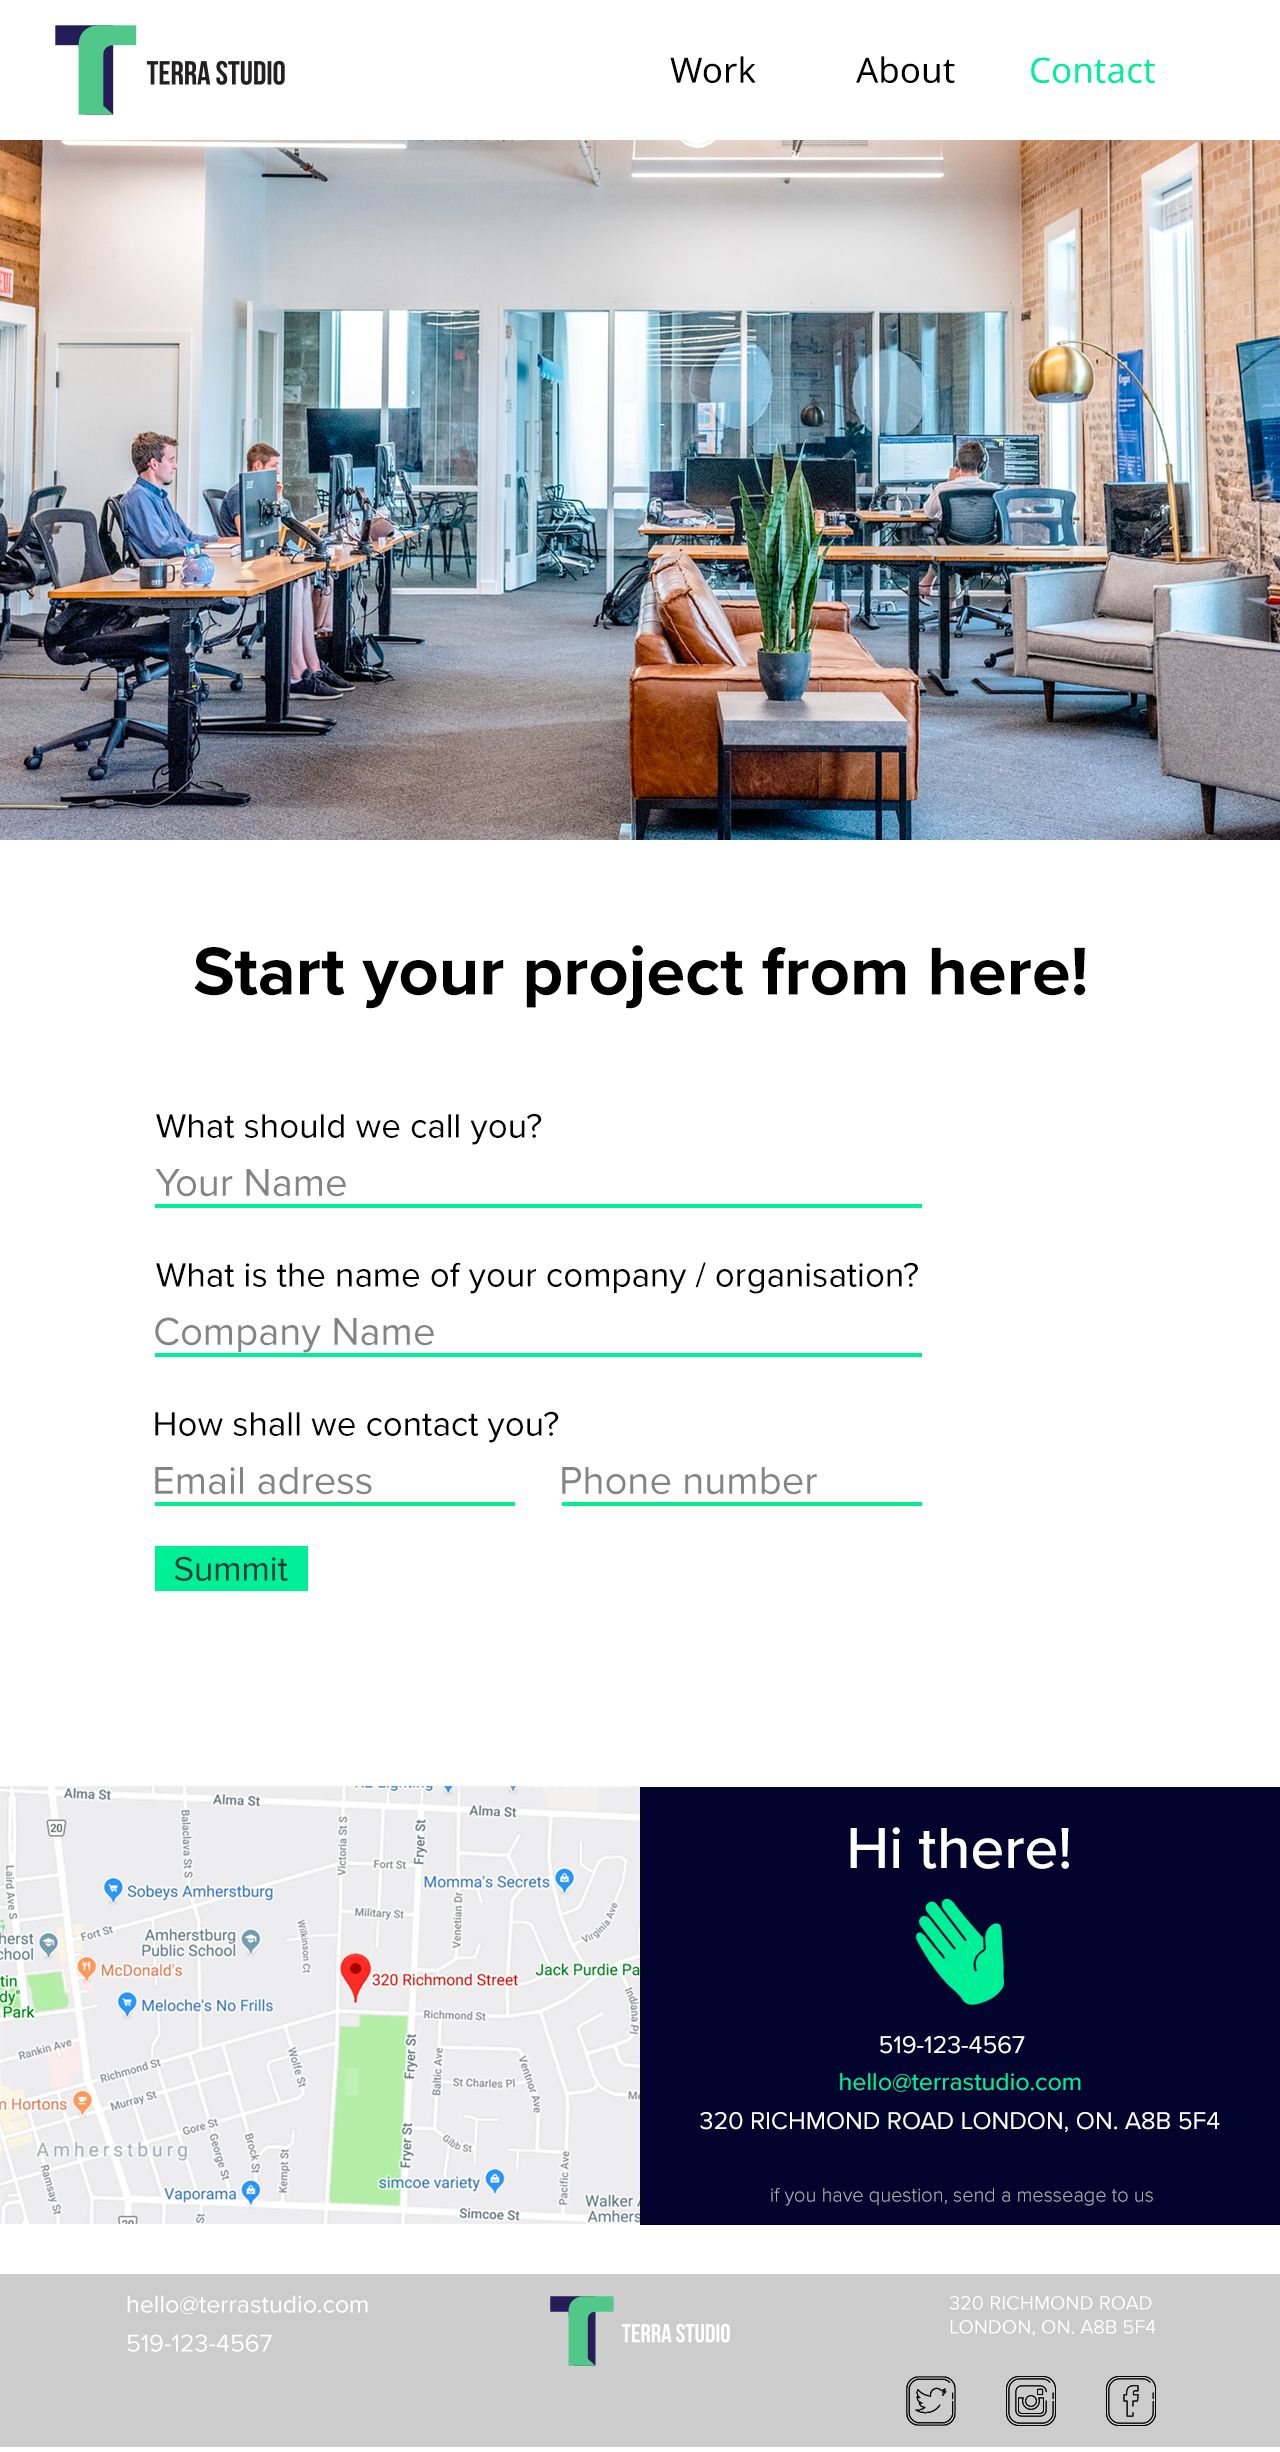 TERRA STUDIO
Work
About
Contact
EXIT
Start your project from here!
What should we call you?
Your Name
What is the name of your company / organisation?
Company Name
How shall we contact you?
Email adress
Phone number
Summit
Alma St
Alma St
Alma St
20
Laird Ave S
Balaclava St S
Victoria St S
Fryer St
Fort St
Momma's Secrets
Sobeys Amherstburg
Military St
Venetian Dr
Virginia Ave
Fort St
Wilkinson Ct
Amherstburg
Public School
McDonald's
320 Richmond Street
Jack Purdie Pa
Park
Meloche's No Frills
Richmond St
Indiana Pl
Rankin Ave
Richmond St
Wolfe St
Fryer St
Baltic Ave
Ventnor Ave
St Charles Pl
Hortons
Murray St
Gore St
George St
Brock St
Kempt St
Fryer St
Gibb St
Pacific Ave
Amherstburg
Ramsay St
Vaporama
simcoe variety
Simcoe St
Walker
Amhers
20
Hi there!
519-123-4567
hello@terrastudio.com
320 RICHMOND ROAD LONDON, ON. A8B 5F4
if you have question, send a messeage to us
hello@terrastudio.com
519-123-4567
TERRA STUDIO
320 RICHMOND ROAD
LONDON, ON. A8B 5F4